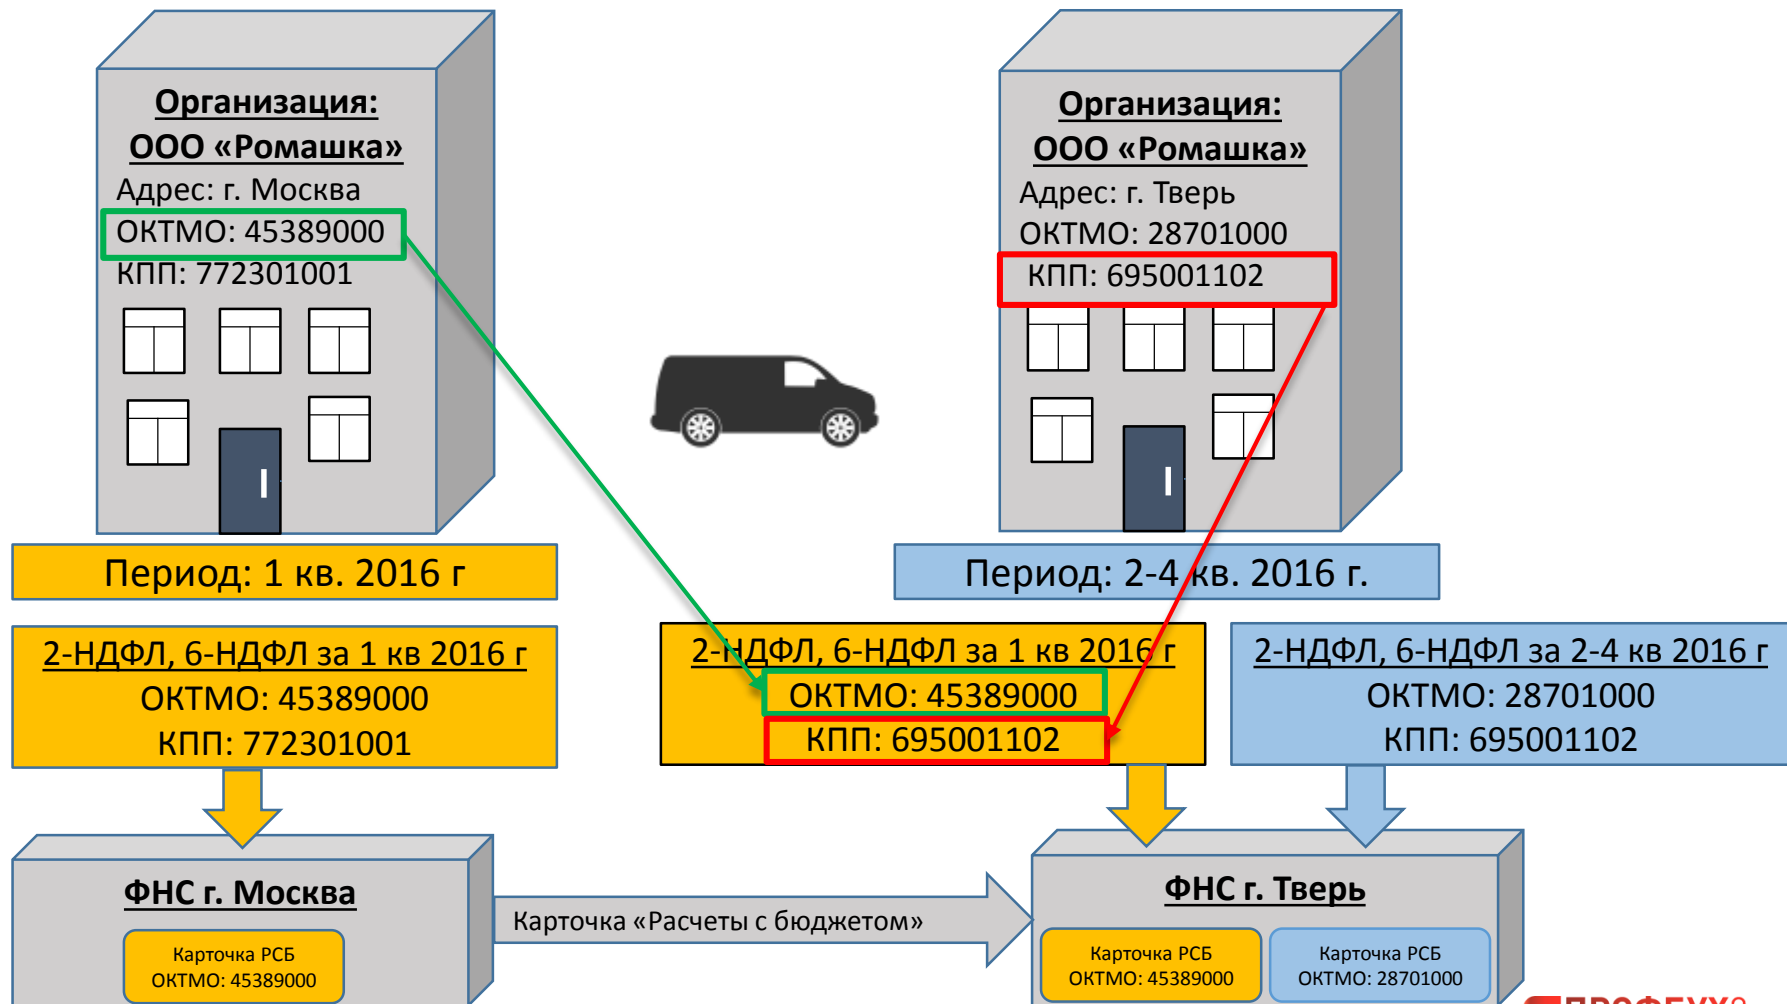 Организация:
ООО «Ромашка»
Адрес: г. Москва
ОКТМО: 45389000
КПП: 772301001
Организация:
ООО «Ромашка»
Адрес: г. Тверь
ОКТМО: 28701000
КПП: 695001102
Период: 1 кв. 2016 г
Период: 2-4 кв. 2016 г.
2-НДФЛ, 6-НДФЛ за 1 кв 2016 г
ОКТМО: 45389000
КПП: 772301001
2-НДФЛ, 6-НДФЛ за 1 кв 2016 г
ОКТМО: 45389000
КПП: 695001102
2-НДФЛ, 6-НДФЛ за 2-4 кв 2016 г
ОКТМО: 28701000
КПП: 695001102
ФНС г. Москва
Карточка РСБ
ОКТМО: 45389000
Карточка «Расчеты с бюджетом»
ФНС г. Тверь
Карточка РСБ
ОКТМО: 45389000
Карточка РСБ
ОКТМО: 28701000